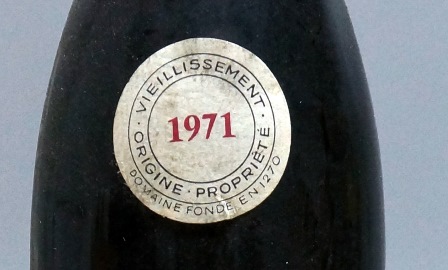 · VIEILLISSEMENT ·
1971
ORIGINE · PROPRIÉTÉ
DOMAINE FONDÉ EN 1270